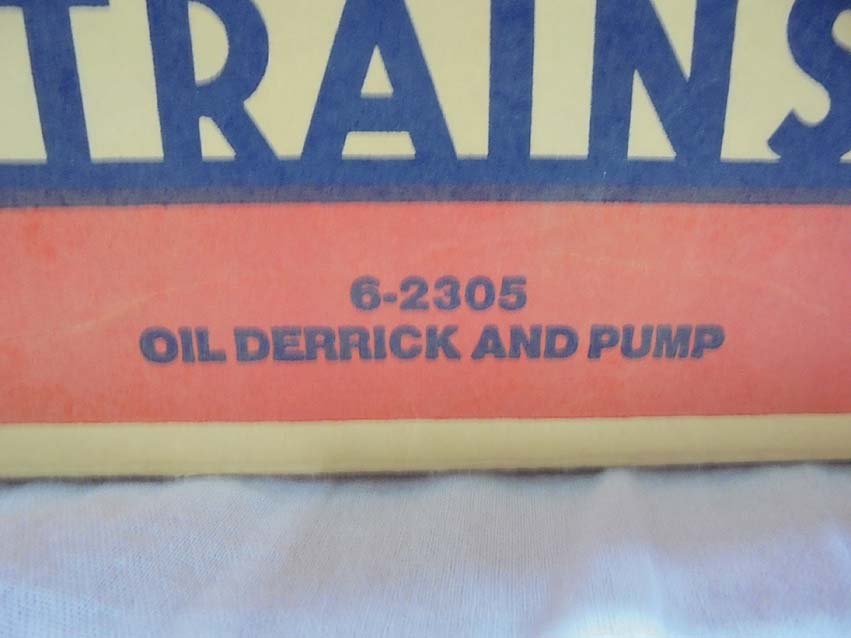 TRAINS
6-2305
OIL DERRICK AND PUMP